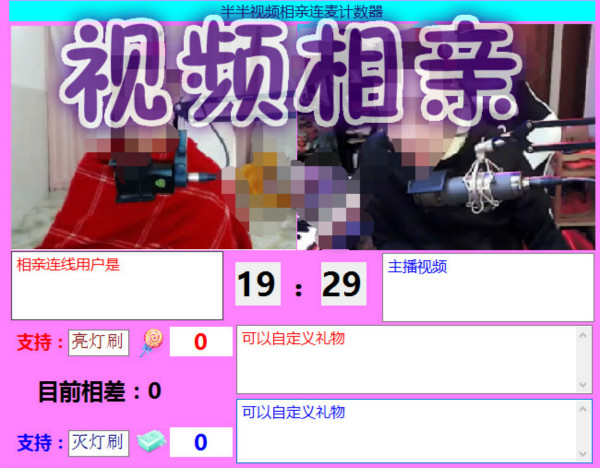 半半视频相亲连麦计数器
视频相亲
相亲连线用户是
19 : 29
主播视频
支持：亮灯刷 0
可以自定义礼物
目前相差：0
可以自定义礼物
支持：灭灯刷 0